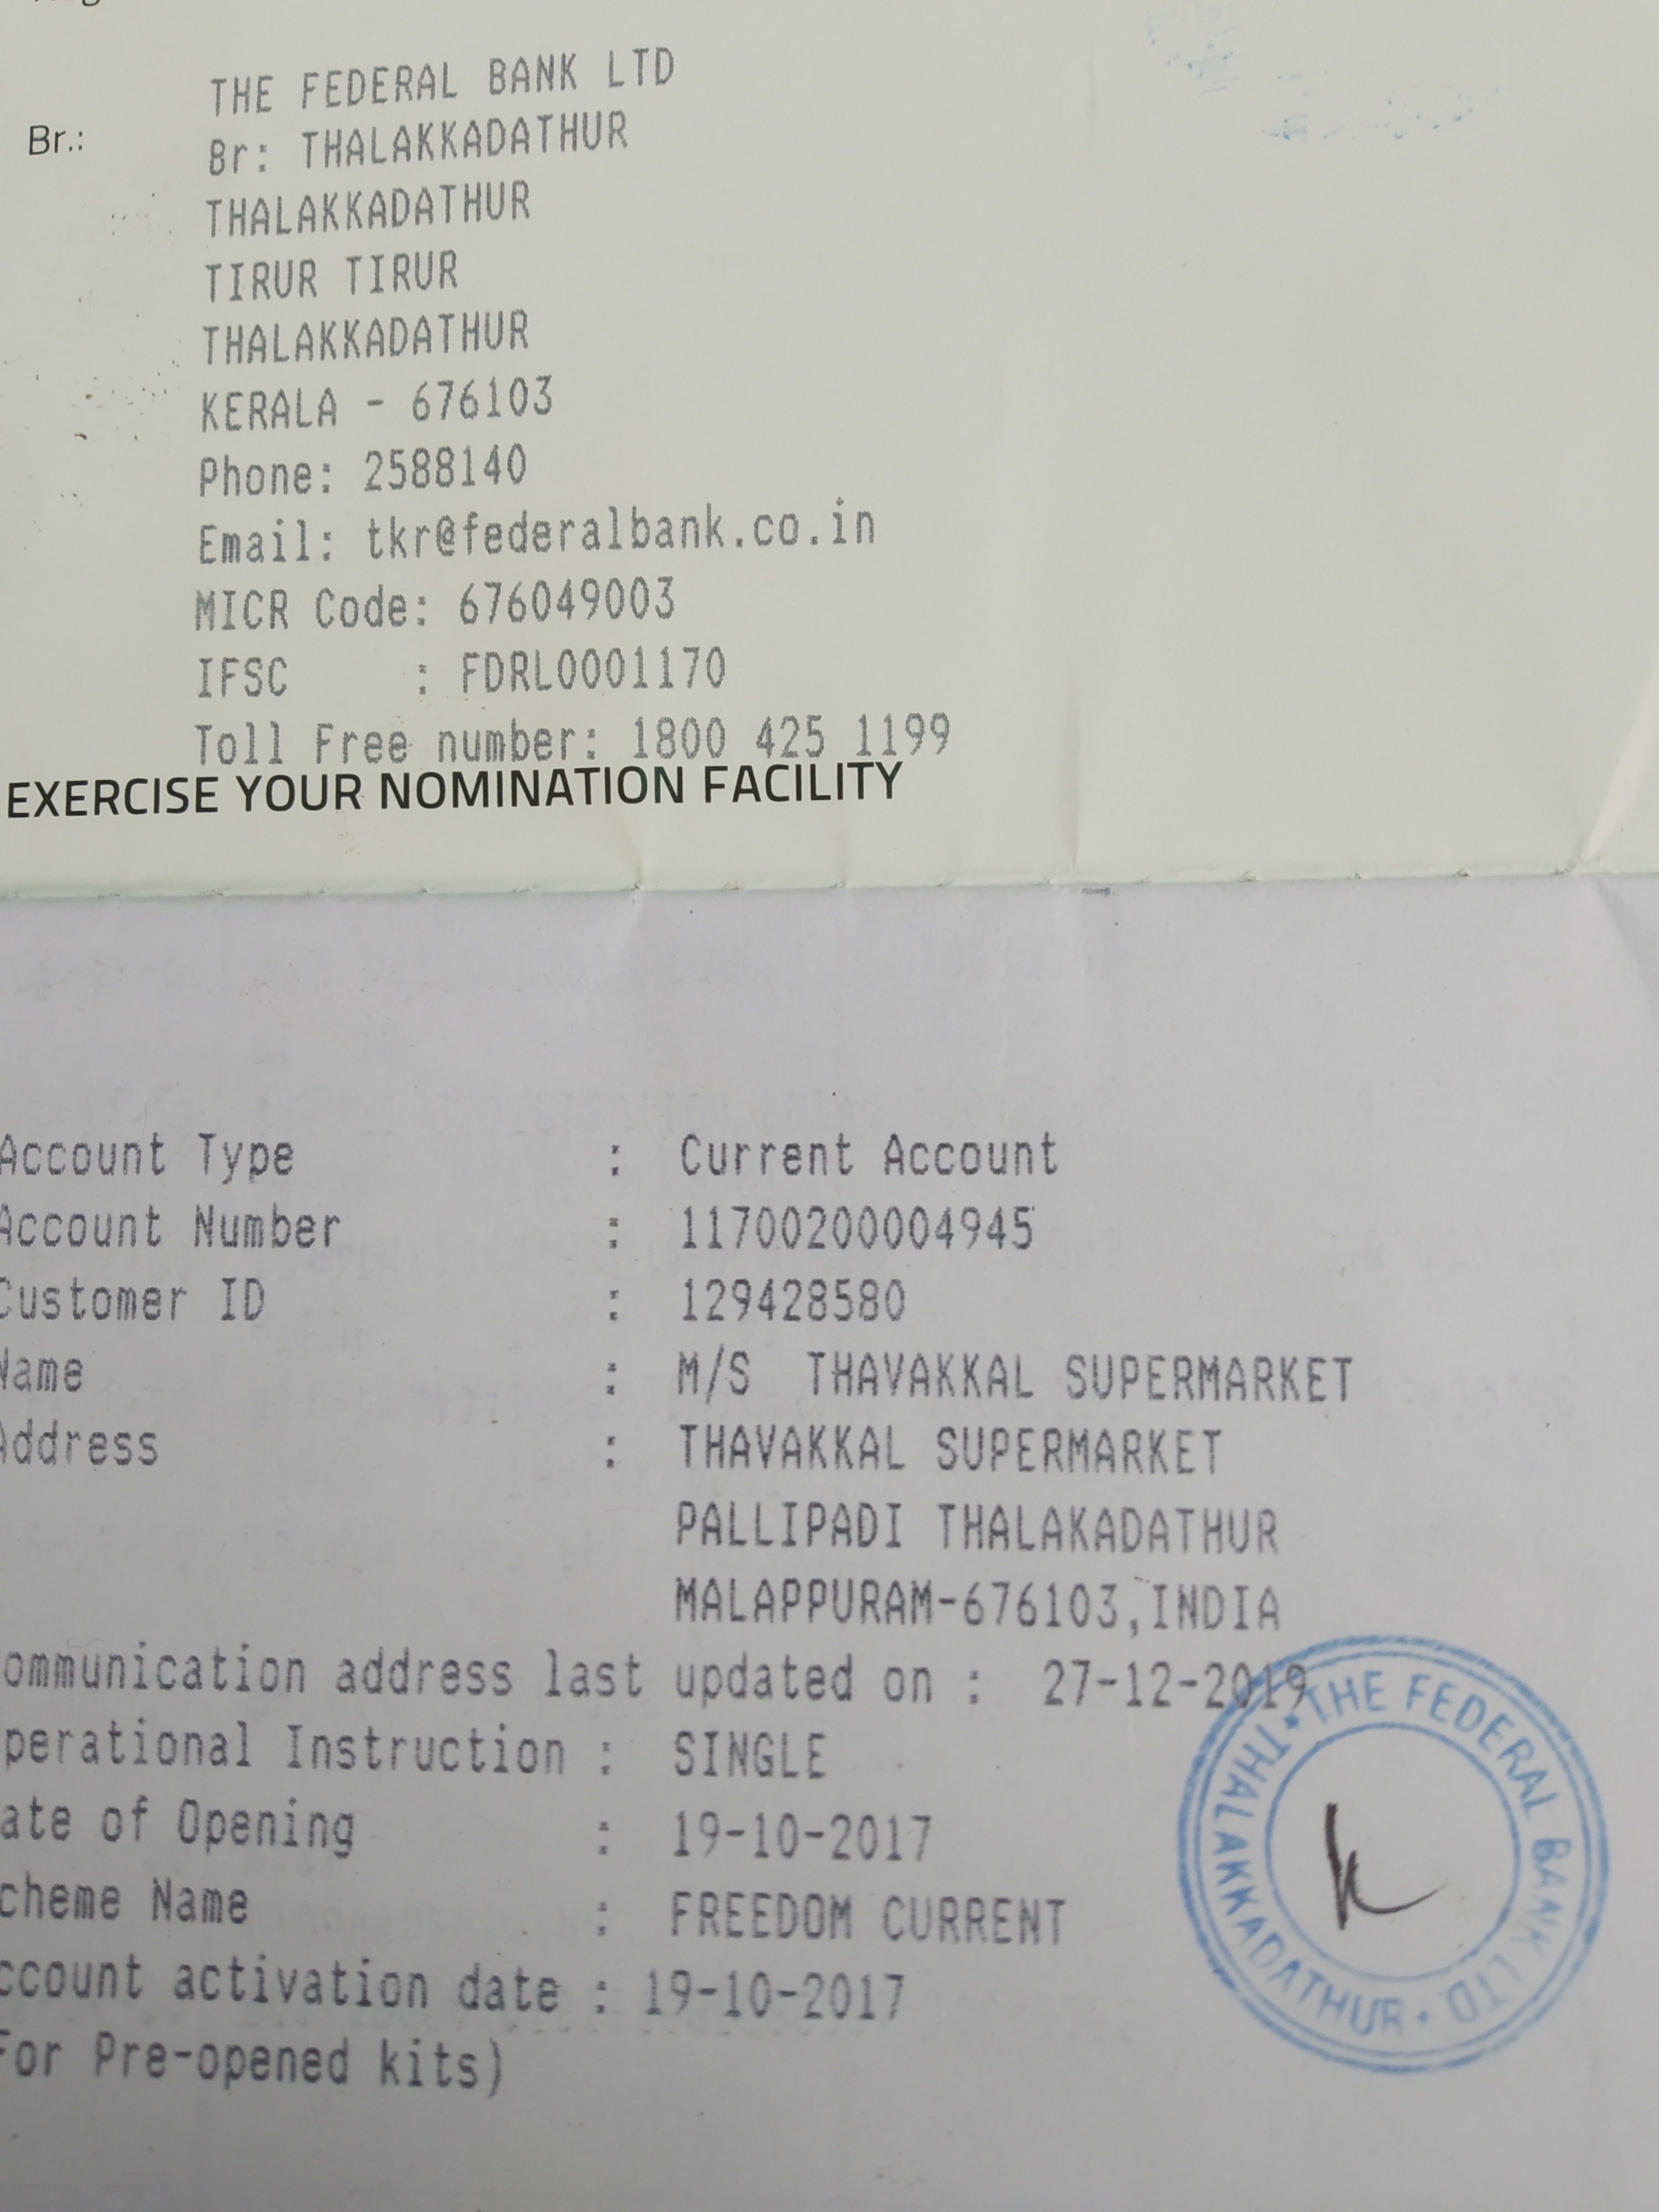 THE FEDERAL BANK LTD
Br.: Br: THALAKKADATHUR
THALAKKADATHUR
TIRUR TIRUR
THALAKKADATHUR
KERALA - 676103
Phone: 2588140
Email: tkr@federalbank.co.in
MICR Code: 676049003
IFSC : FDRL0001170
Toll Free number: 1800 425 1199
EXERCISE YOUR NOMINATION FACILITY
Account Type : Current Account
Account Number : 11700200004945
Customer ID : 129428580
Name : M/S THAVAKKAL SUPERMARKET
Address : THAVAKKAL SUPERMARKET
PALLIPADI THALAKADATHUR
MALAPPURAM-676103,INDIA
ommunication address last updated on : 27-12-2019
perational Instruction : SINGLE
ate of Opening : 19-10-2017
cheme Name : FREEDOM CURRENT
ccount activation date : 19-10-2017
For Pre-opened kits)
THE FEDERAL BANK LTD
THALAKKADATHUR